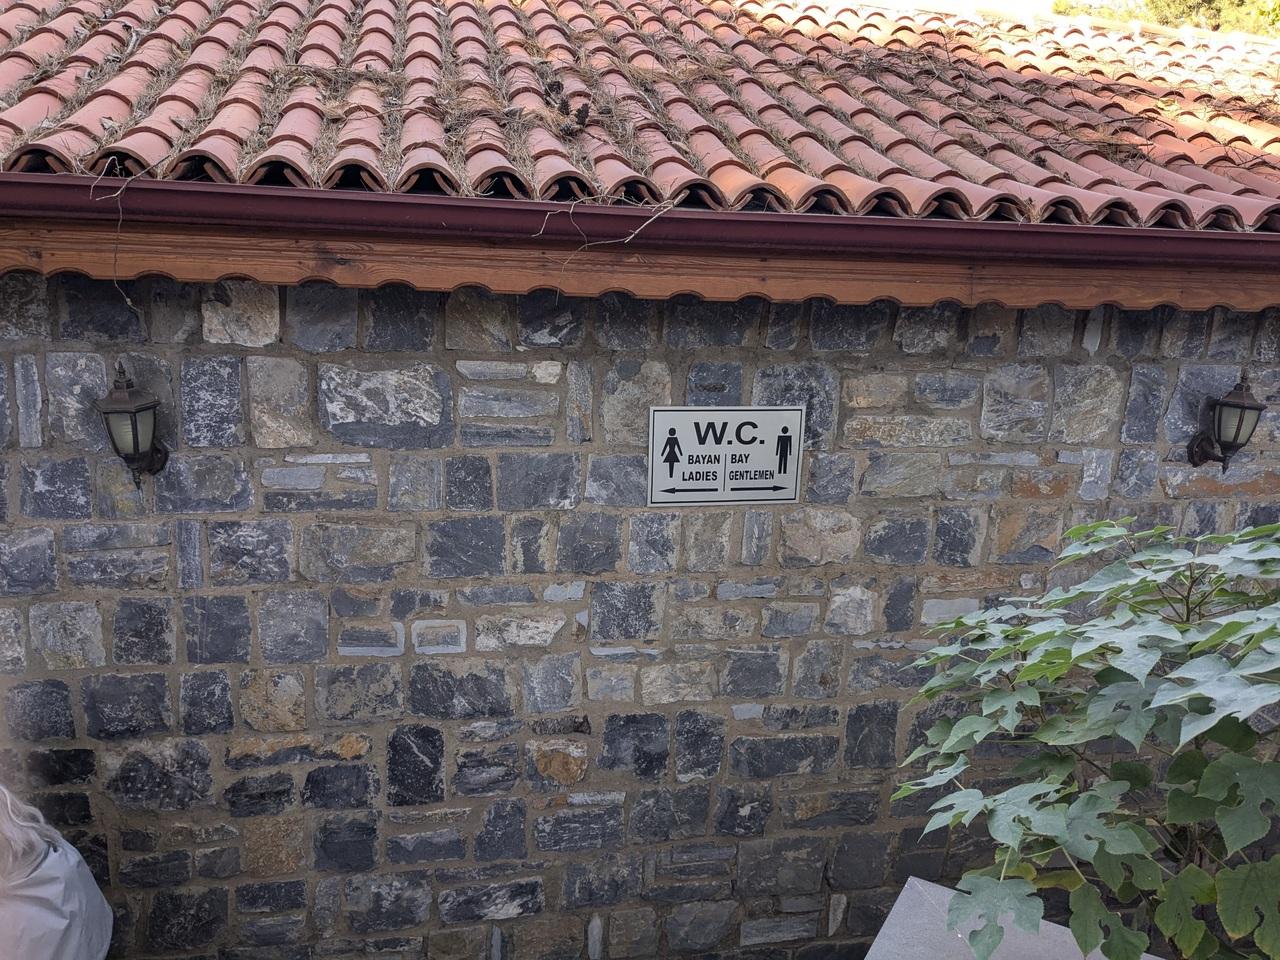 W.C.
BAYAN | BAY
LADIES | GENTLEMEN